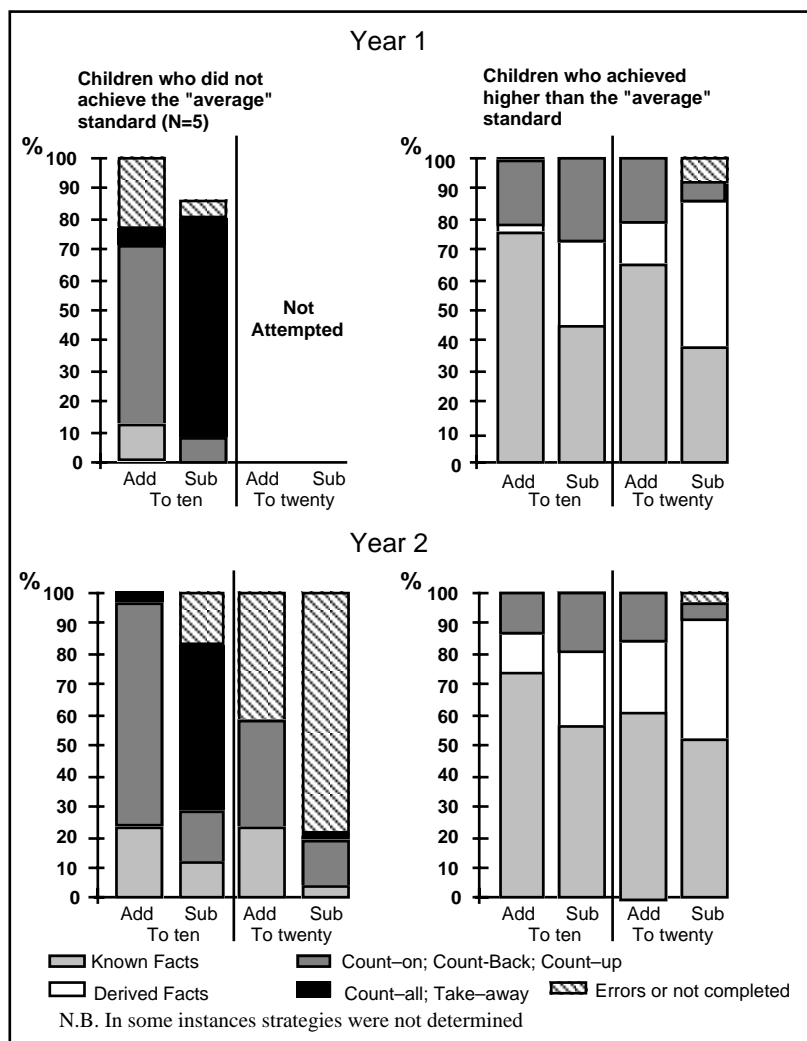 Year 1
Children who did not
achieve the "average"
standard (N=5)
Children who achieved
higher than the "average"
standard
%
100
90
80
70
60
50
40
30
20
10
0
Not
Attempted
Add Sub Add Sub
To ten To twenty
%
100
90
80
70
60
50
40
30
20
10
0
Add Sub Add Sub
To ten To twenty
Year 2
%
100
90
80
70
60
50
40
30
20
10
0
Add Sub Add Sub
To ten To twenty
%
100
90
80
70
60
50
40
30
20
10
0
Add Sub Add Sub
To ten To twenty
Known Facts
Count–on; Count-Back; Count–up
Derived Facts
Count–all; Take–away
Errors or not completed
N.B. In some instances strategies were not determined